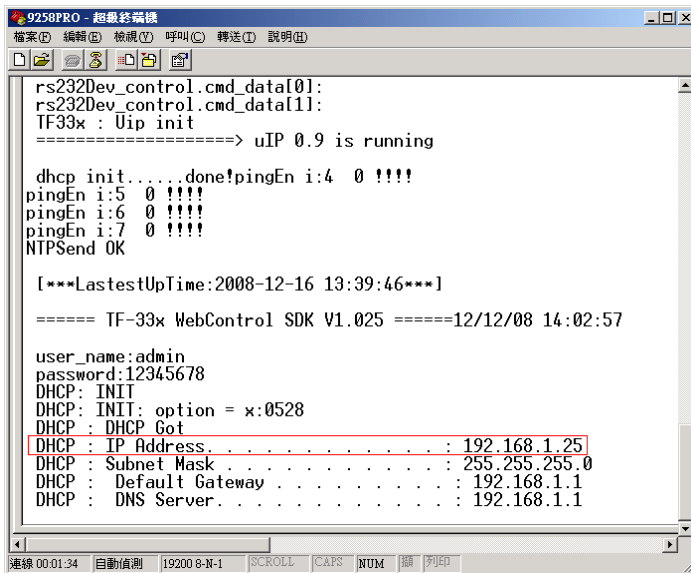 9258PRO - 超級終端機
檔案(F) 編輯(E) 檢視(V) 呼叫(C) 轉送(T) 說明(H)
rs232Dev_control.cmd_data[0]:
rs232Dev_control.cmd_data[1]:
TF33x : Uip init
====================> uIP 0.9 is running
dhcp init......done!pingEn i:4  0 !!!!
pingEn i:5  0 !!!!
pingEn i:6  0 !!!!
pingEn i:7  0 !!!!
NTPSend OK
[***LastestUpTime:2008-12-16 13:39:46***]
====== TF-33x WebControl SDK V1.025 ======12/12/08 14:02:57
user_name:admin
password:12345678
DHCP: INIT
DHCP: INIT: option = x:0528
DHCP : DHCP Got
DHCP : IP Address. . . . . . . . . . . . : 192.168.1.25
DHCP : Subnet Mask . . . . . . . . . . . : 255.255.255.0
DHCP :  Default Gateway . . . . . . . . . : 192.168.1.1
DHCP :  DNS Server. . . . . . . . . . . . : 192.168.1.1
連線 00:01:34 自動偵測 19200 8-N-1 SCROLL CAPS NUM 擷 列印